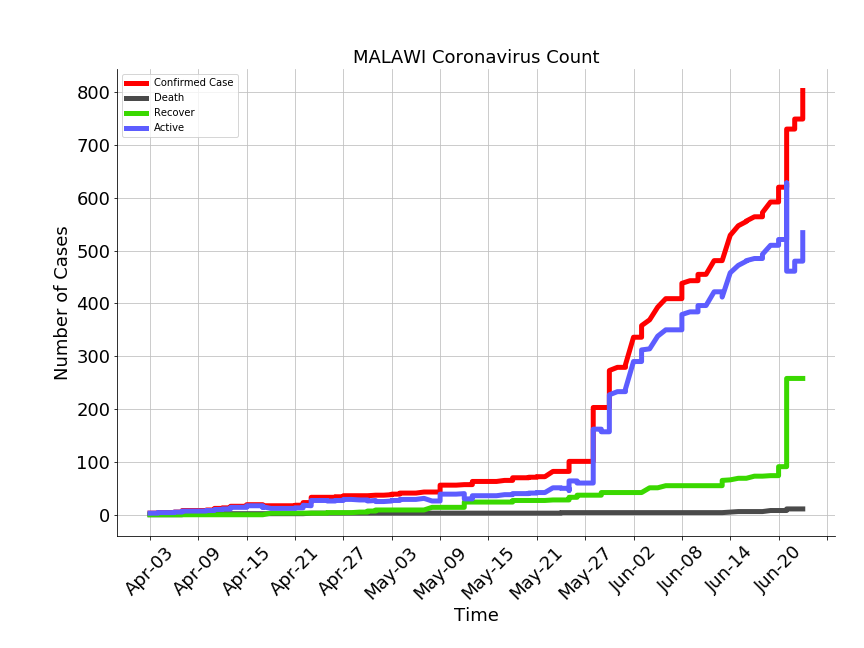 MALAWI Coronavirus Count
Confirmed Case
Death
Recover
Active
800
700
600
500
400
300
200
100
0
Number of Cases
Apr-03 Apr-09 Apr-15 Apr-21 Apr-27 May-03 May-09 May-15 May-21 May-27 Jun-02 Jun-08 Jun-14 Jun-20
Time